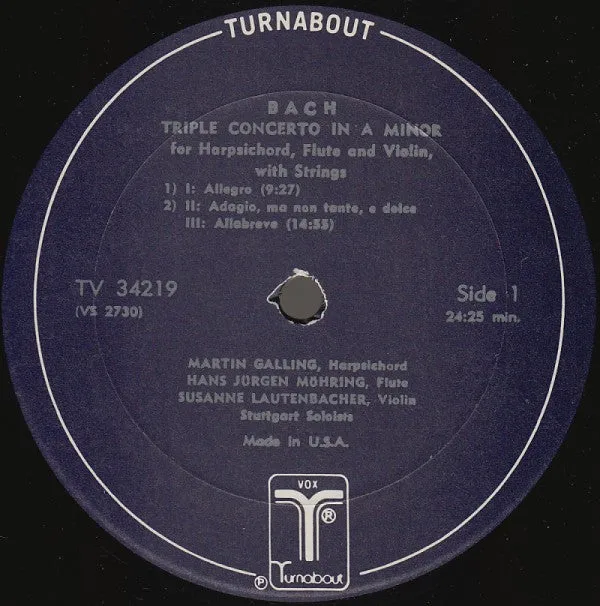 TURNABOUT
BACH
TRIPLE CONCERTO IN A MINOR
for Harpsichord, Flute and Violin,
with Strings
1) I: Allegro (9:27)
2) II: Adagio, ma non tanto, e dolce
III: Allabreve (14:53)
TV 34219
(VS 2730)
Side 1
24:25 min.
MARTIN GALLING, Harpsichord
HANS JÜRGEN MÖHRING, Flute
SUSANNE LAUTENBACHER, Violin
Stuttgart Soloists
Made in U.S.A.
VOX
T®
℗ Turnabout